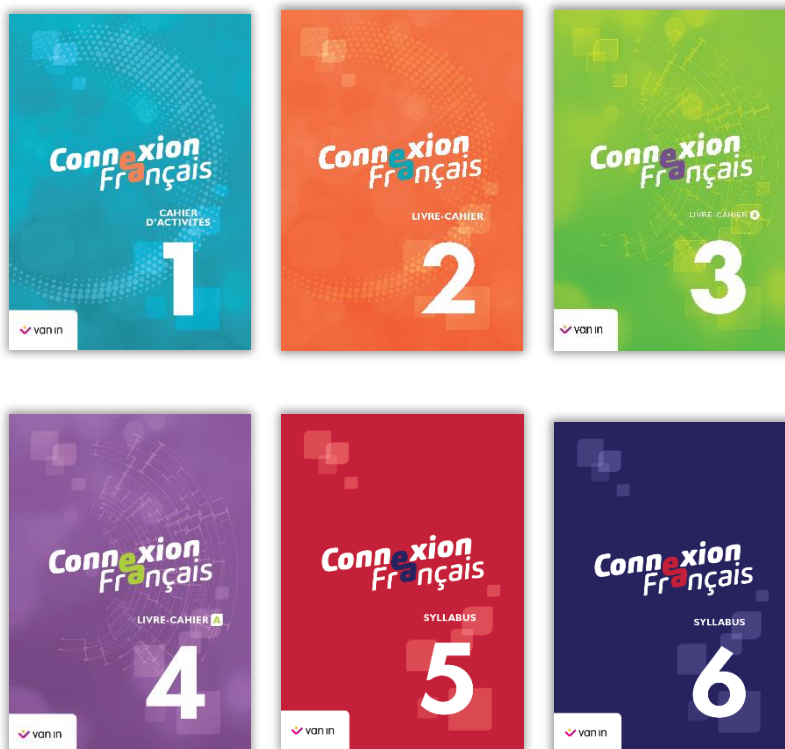 Connexion
Français
CAHIER
D'ACTIVITÉS
1
van in
Connexion
Français
LIVRE-CAHIER
2
Connexion
Français
LIVRE-CAHIER A
3
van in
Connexion
Français
LIVRE-CAHIER A
4
van in
Connexion
Français
SYLLABUS
5
van in
Connexion
Français
SYLLABUS
6
van in